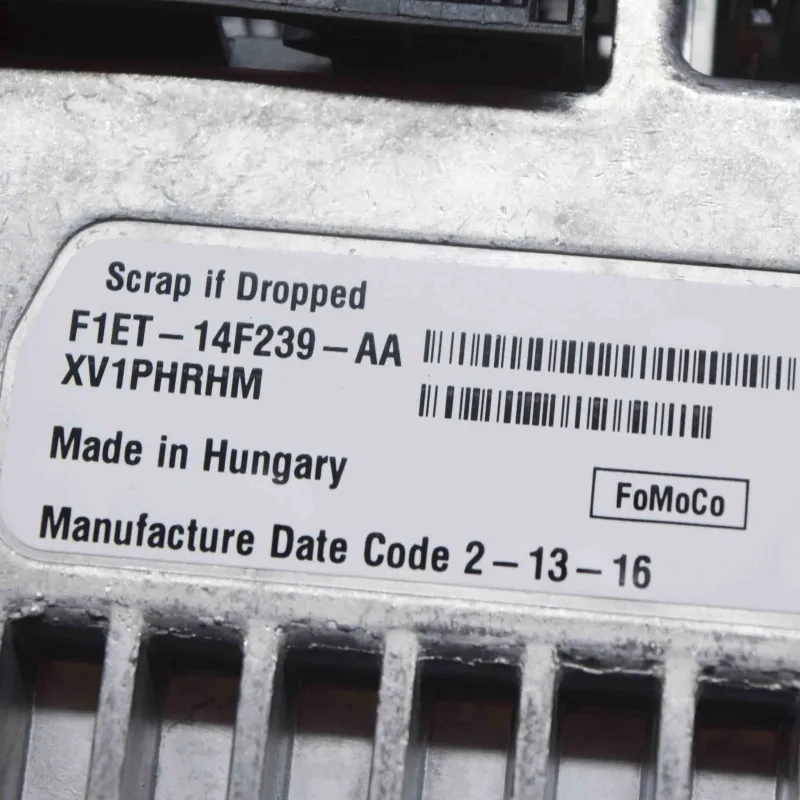 Scrap if Dropped
F1ET-14F239-AA
XV1PHRHM
Made in Hungary
FoMoCo
Manufacture Date Code 2-13-16